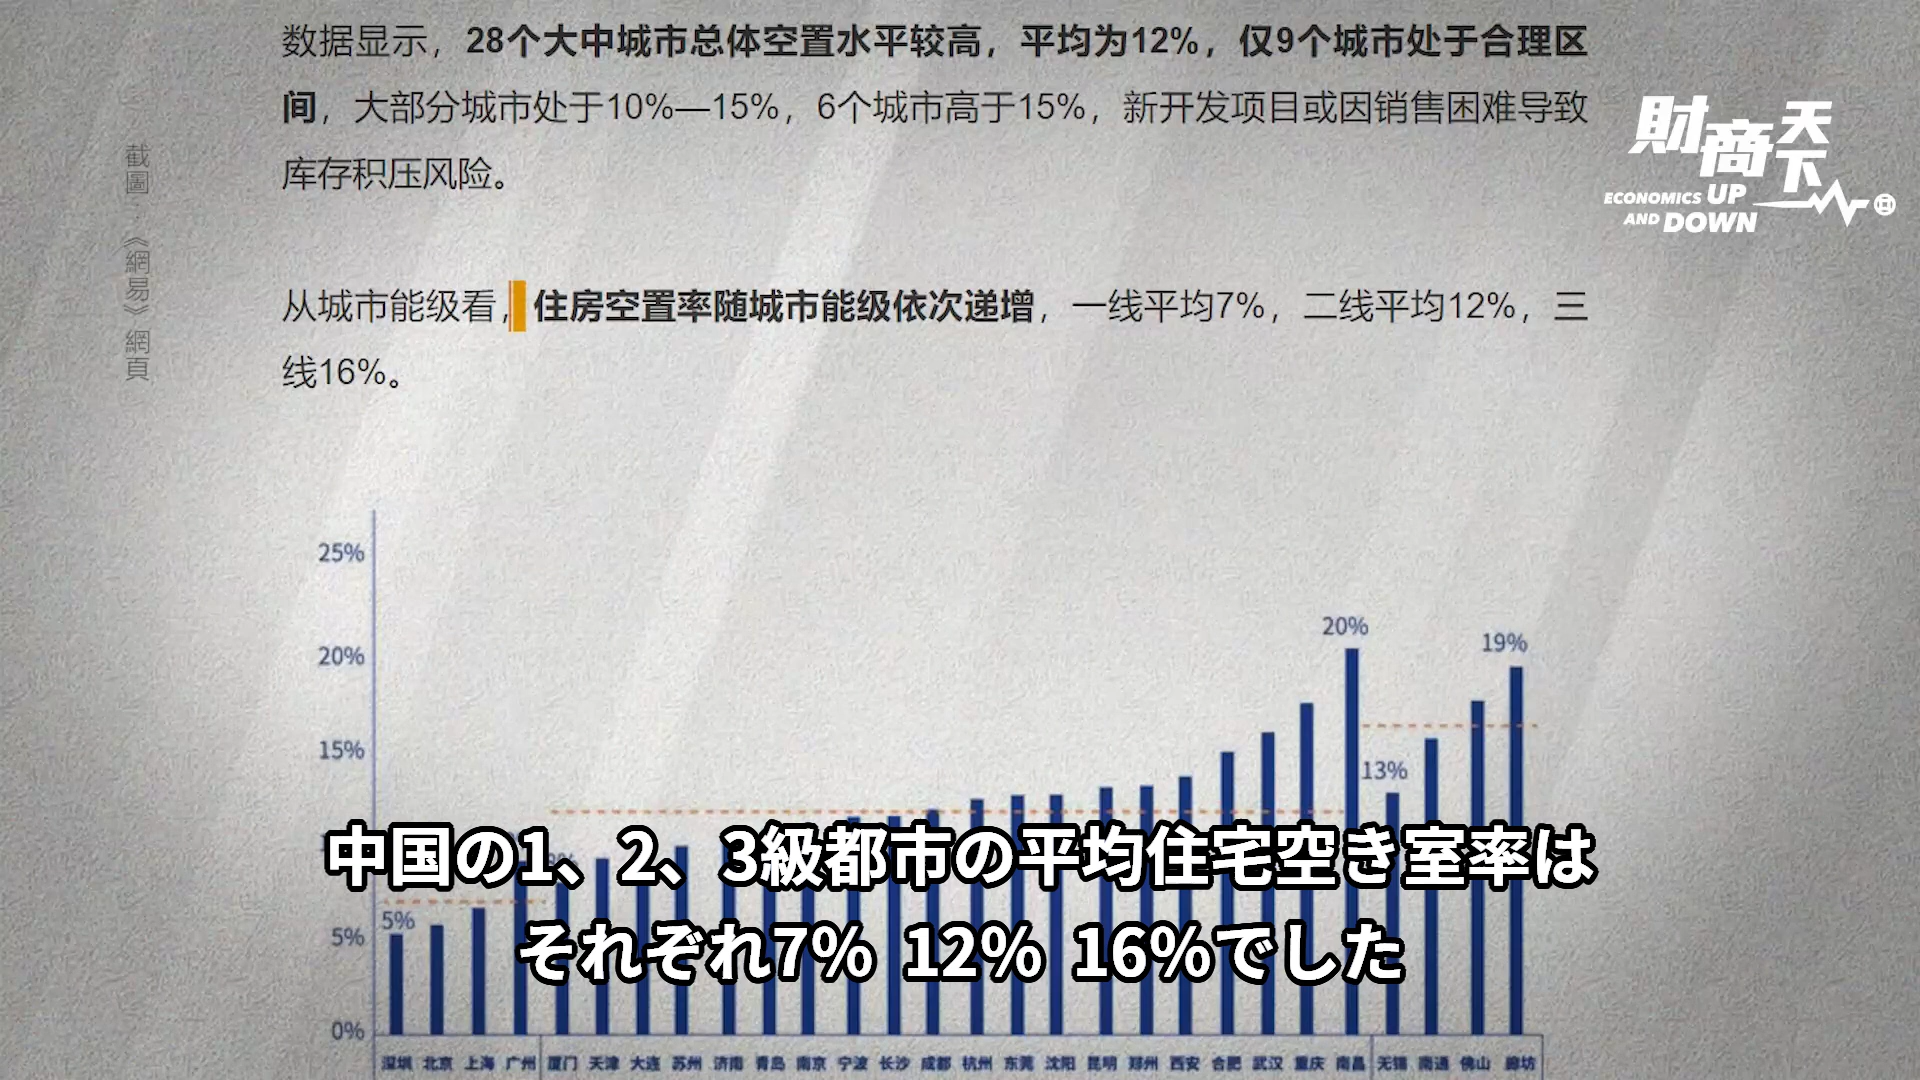 数据显示，28个大中城市总体空置水平较高，平均为12%，仅9个城市处于合理区
间，大部分城市处于10%—15%，6个城市高于15%，新开发项目或因销售困难导致
库存积压风险。
財商天下
ECONOMICS UP
AND DOWN
截圖：《網易》網頁
从城市能级看，住房空置率随城市能级依次递增，一线平均7%，二线平均12%，三
线16%。
25%
20%
15%
5%
0%
20%
19%
13%
5%
中国の1、2、3級都市の平均住宅空き室率は
それぞれ7% 12% 16%でした
深圳 北京 上海 广州 厦门 天津 大连 苏州 济南 青岛 南京 宁波 长沙 成都 杭州 东莞 沈阳 昆明 郑州 西安 合肥 武汉 重庆 南昌 无锡 南通 佛山 廊坊